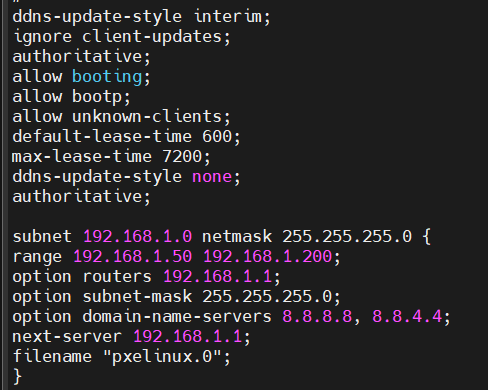 ddns-update-style interim;
ignore client-updates;
authoritative;
allow booting;
allow bootp;
allow unknown-clients;
default-lease-time 600;
max-lease-time 7200;
ddns-update-style none;
authoritative;
subnet 192.168.1.0 netmask 255.255.255.0 {
range 192.168.1.50 192.168.1.200;
option routers 192.168.1.1;
option subnet-mask 255.255.255.0;
option domain-name-servers 8.8.8.8, 8.8.4.4;
next-server 192.168.1.1;
filename "pxelinux.0";
}